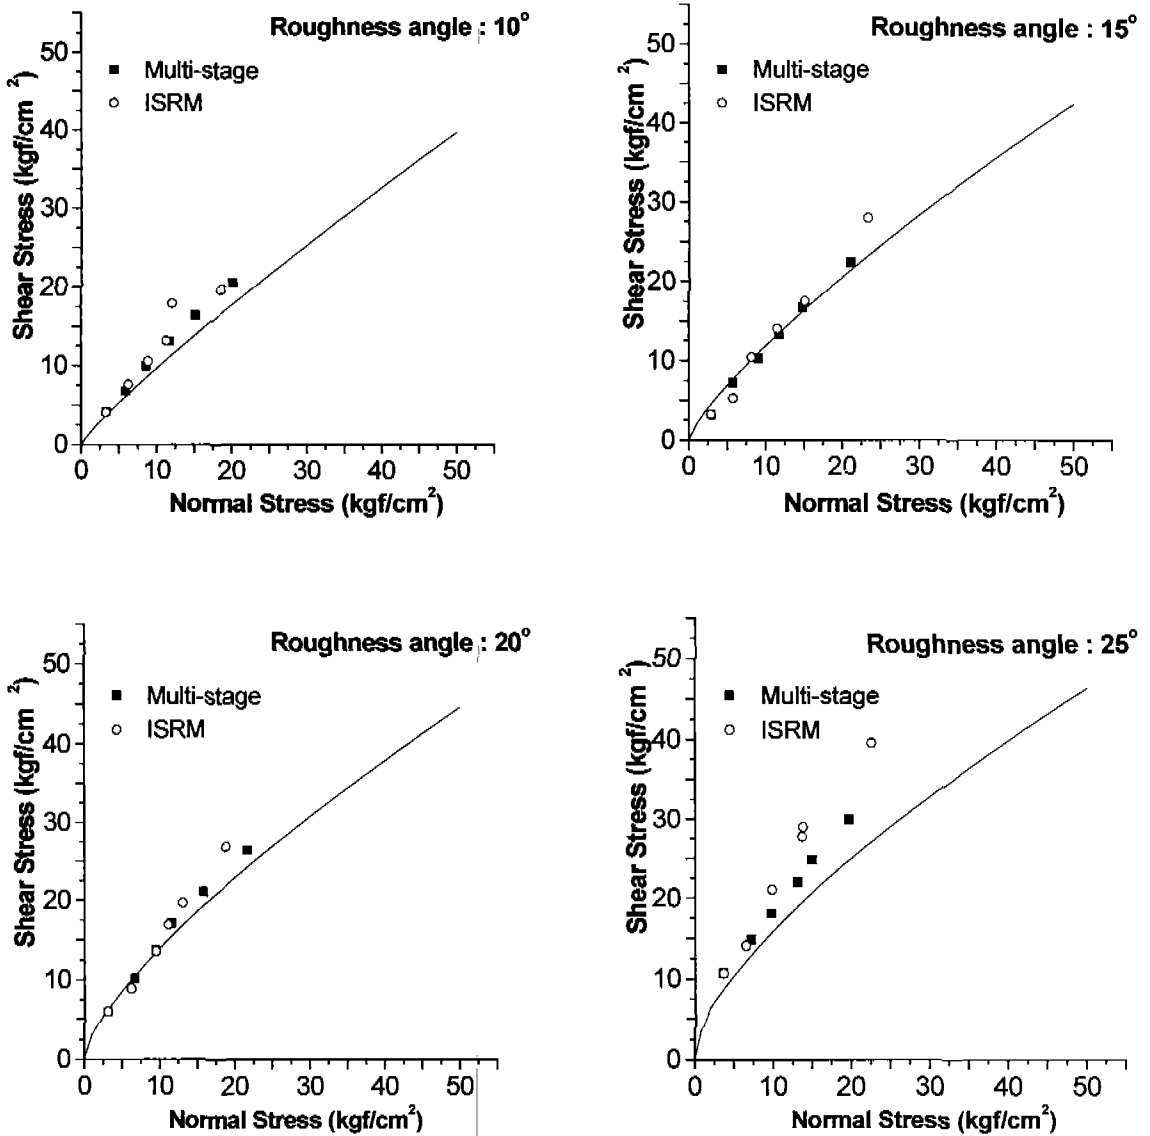 Roughness angle : 10°
Multi-stage
ISRM
Shear Stress (kgf/cm²)
50
40
30
20
10
0
0 10 20 30 40 50
Normal Stress (kgf/cm²)
Roughness angle : 15°
Multi-stage
ISRM
Shear Stress (kgf/cm²)
50
40
30
20
10
0
0 10 20 30 40 50
Normal Stress (kgf/cm²)
Roughness angle : 20°
Multi-stage
ISRM
Shear Stress (kgf/cm²)
50
40
30
20
10
0
0 10 20 30 40 50
Normal Stress (kgf/cm²)
Roughness angle : 25°
Multi-stage
ISRM
Shear Stress (kgf/cm²)
50
40
30
20
10
0
0 10 20 30 40 50
Normal Stress (kgf/cm²)